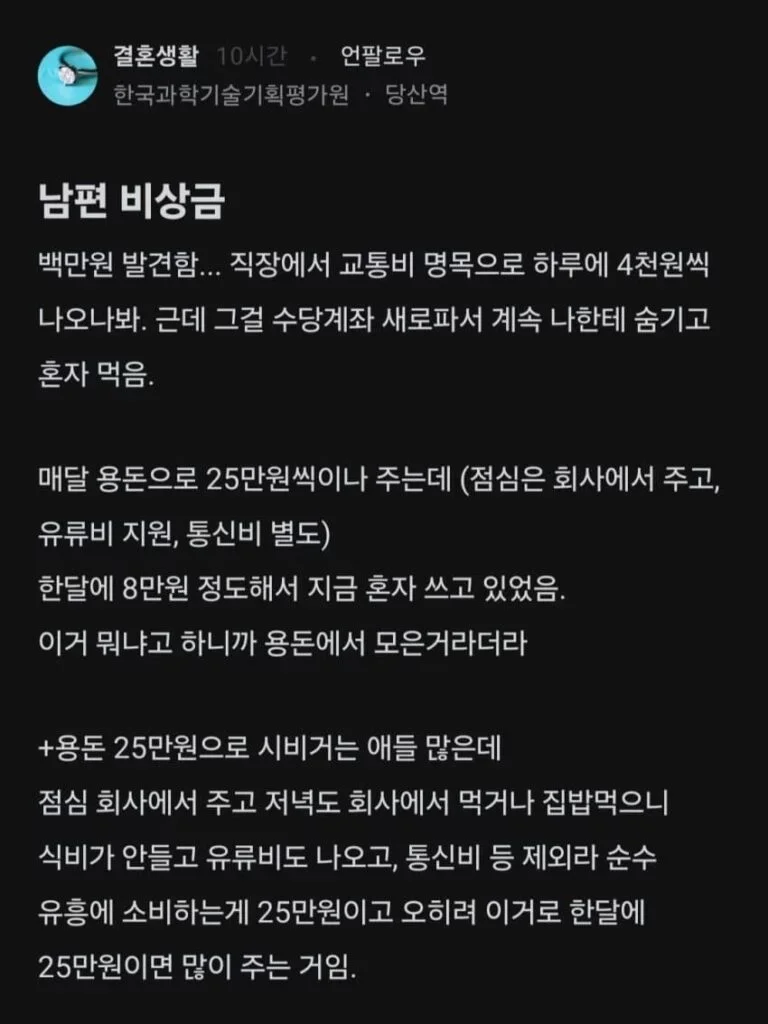 결혼생활 10시간 · 언팔로우
한국과학기술기획평가원 · 당산역
남편 비상금
백만원 발견함... 직장에서 교통비 명목으로 하루에 4천원씩
나오나봐. 근데 그걸 수당계좌 새로파서 계속 나한테 숨기고
혼자 먹음.
매달 용돈으로 25만원씩이나 주는데 (점심은 회사에서 주고,
유류비 지원, 통신비 별도)
한달에 8만원 정도해서 지금 혼자 쓰고 있었음.
이거 뭐냐고 하니까 용돈에서 모은거라더라
+용돈 25만원으로 시비거는 애들 많은데
점심 회사에서 주고 저녁도 회사에서 먹거나 집밥먹으니
식비가 안들고 유류비도 나오고, 통신비 등 제외라 순수
유흥에 소비하는게 25만원이고 오히려 이거로 한달에
25만원이면 많이 주는 거임.